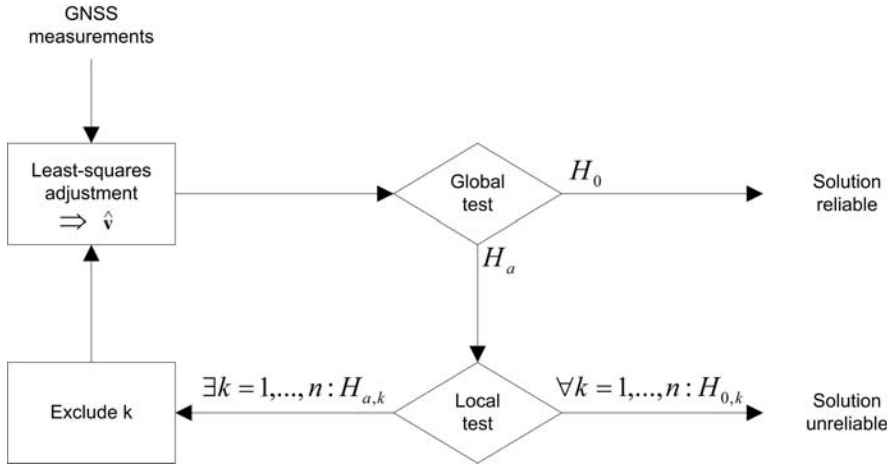 GNSS
measurements
Least-squares
adjustment
⇒ v̂
Global
test
H₀
Solution
reliable
Hₐ
Exclude k
∃k = 1,...,n : Hₐ,ₖ
Local
test
∀k = 1,...,n : H₀,ₖ
Solution
unreliable